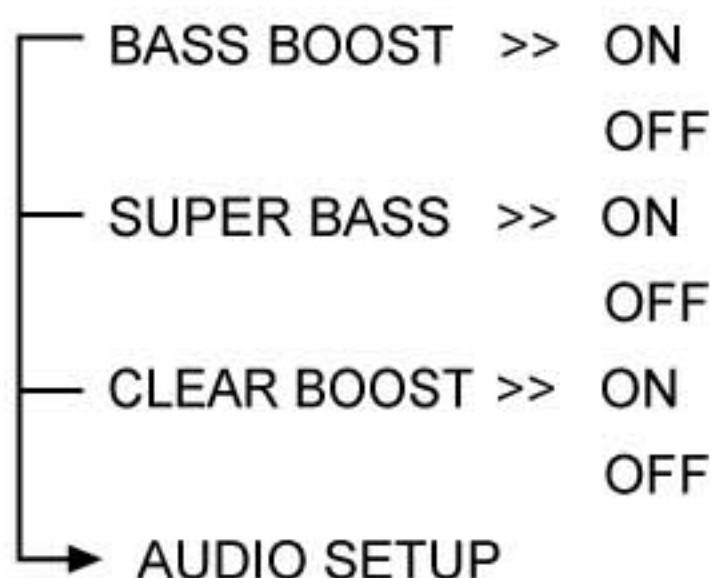 BASS BOOST >> ON
OFF
SUPER BASS >> ON
OFF
CLEAR BOOST >> ON
OFF
AUDIO SETUP